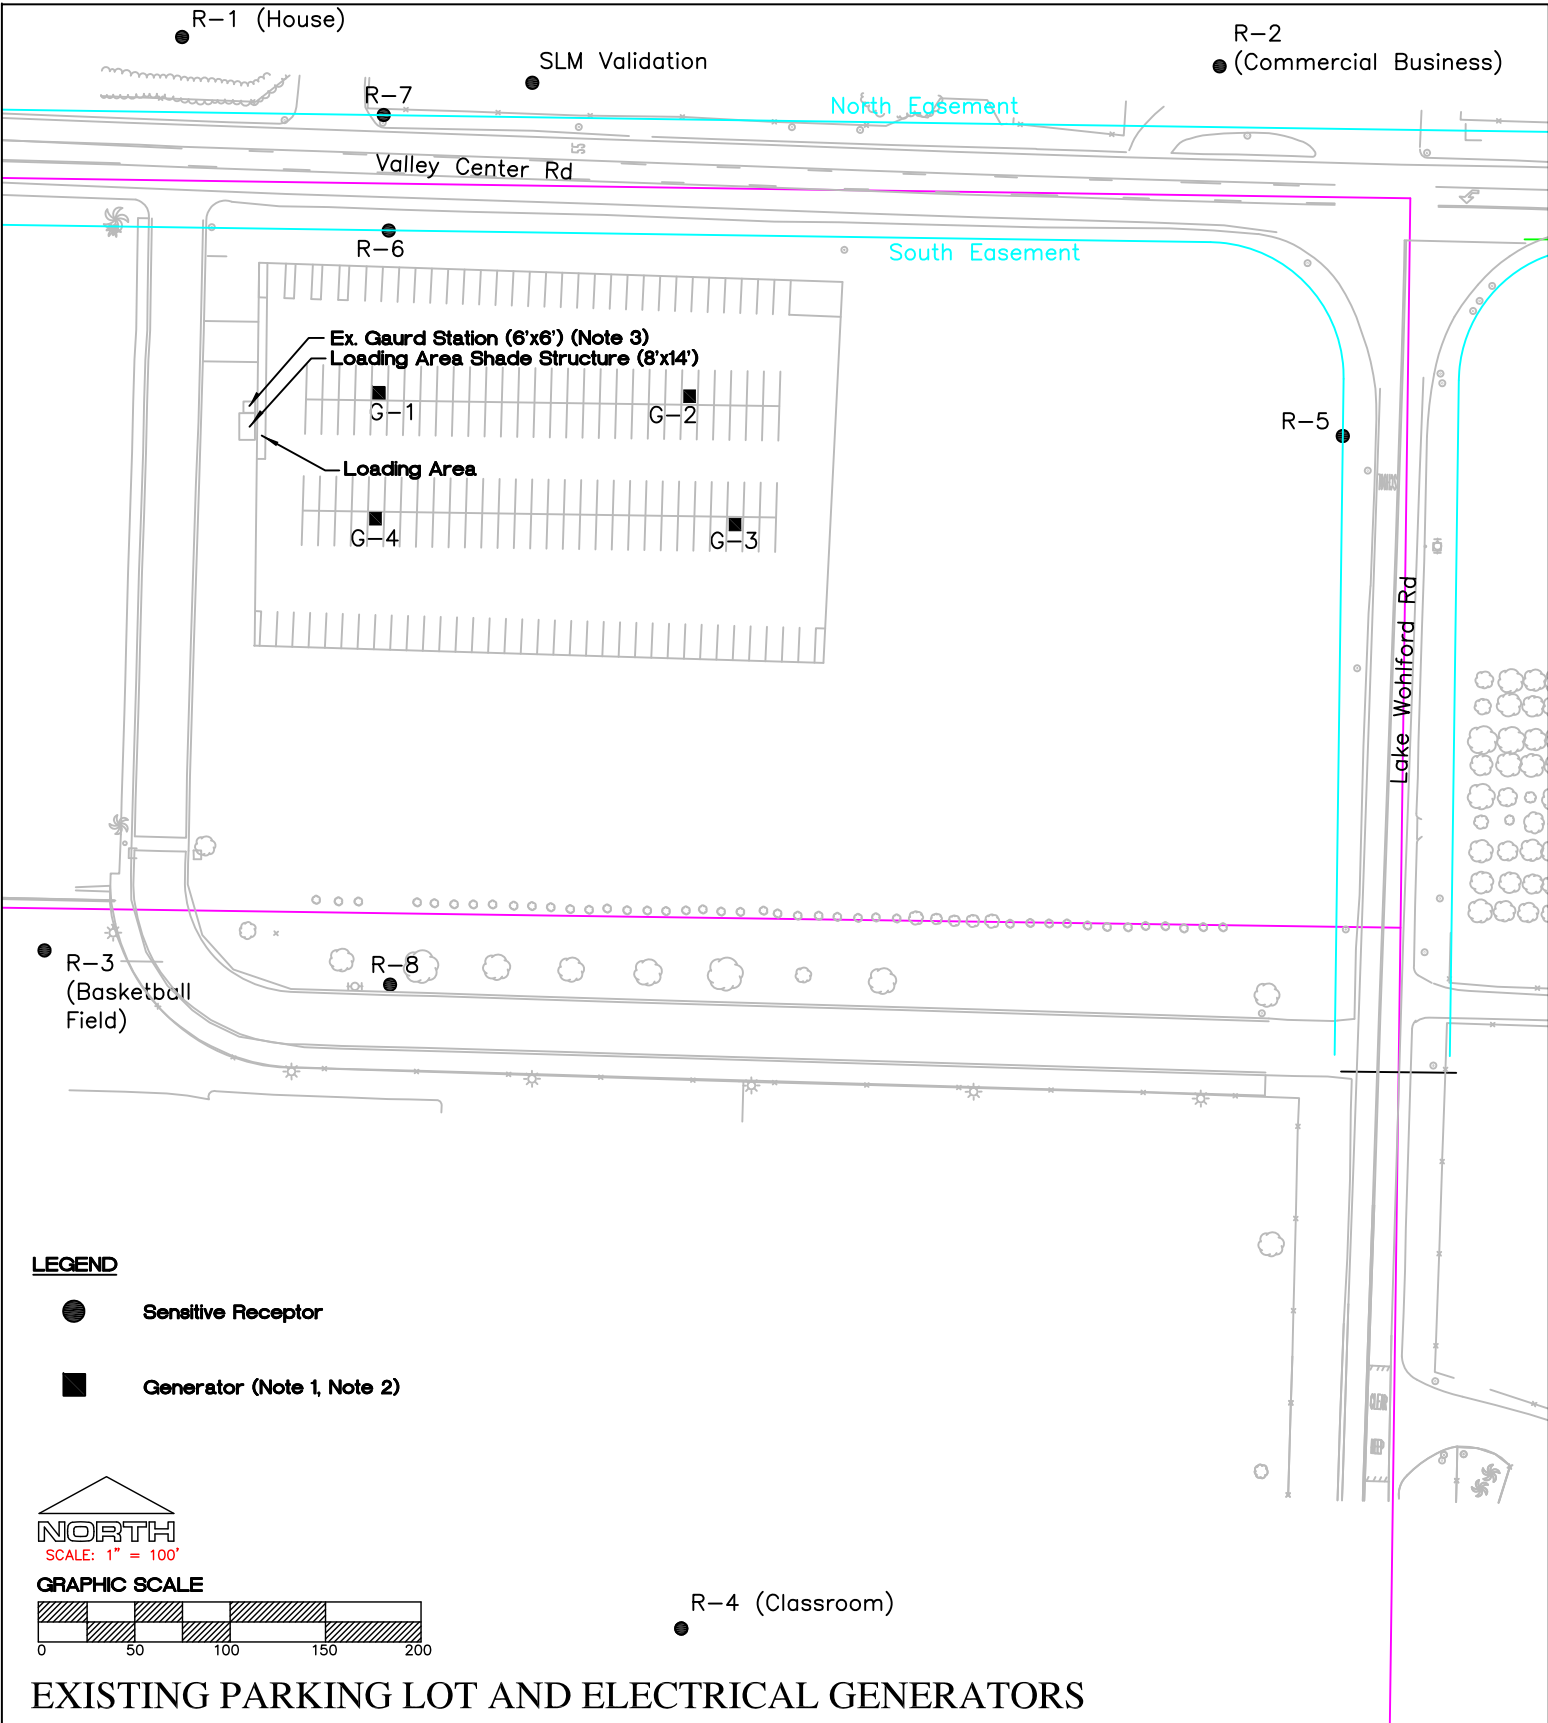 R-1 (House)
SLM Validation
R-2
(Commercial Business)
R-7
North Easement
Valley Center Rd
R-6
South Easement
Ex. Gaurd Station (6'x6') (Note 3)
Loading Area Shade Structure (8'x14')
G-1
G-2
R-5
Loading Area
G-4
G-3
Lake Wohlford Rd
R-3
(Basketball
Field)
R-8
LEGEND
Sensitive Receptor
Generator (Note 1, Note 2)
CLEAR
KEEP
NORTH
SCALE: 1" = 100'
GRAPHIC SCALE
0 50 100 150 200
R-4 (Classroom)
EXISTING PARKING LOT AND ELECTRICAL GENERATORS